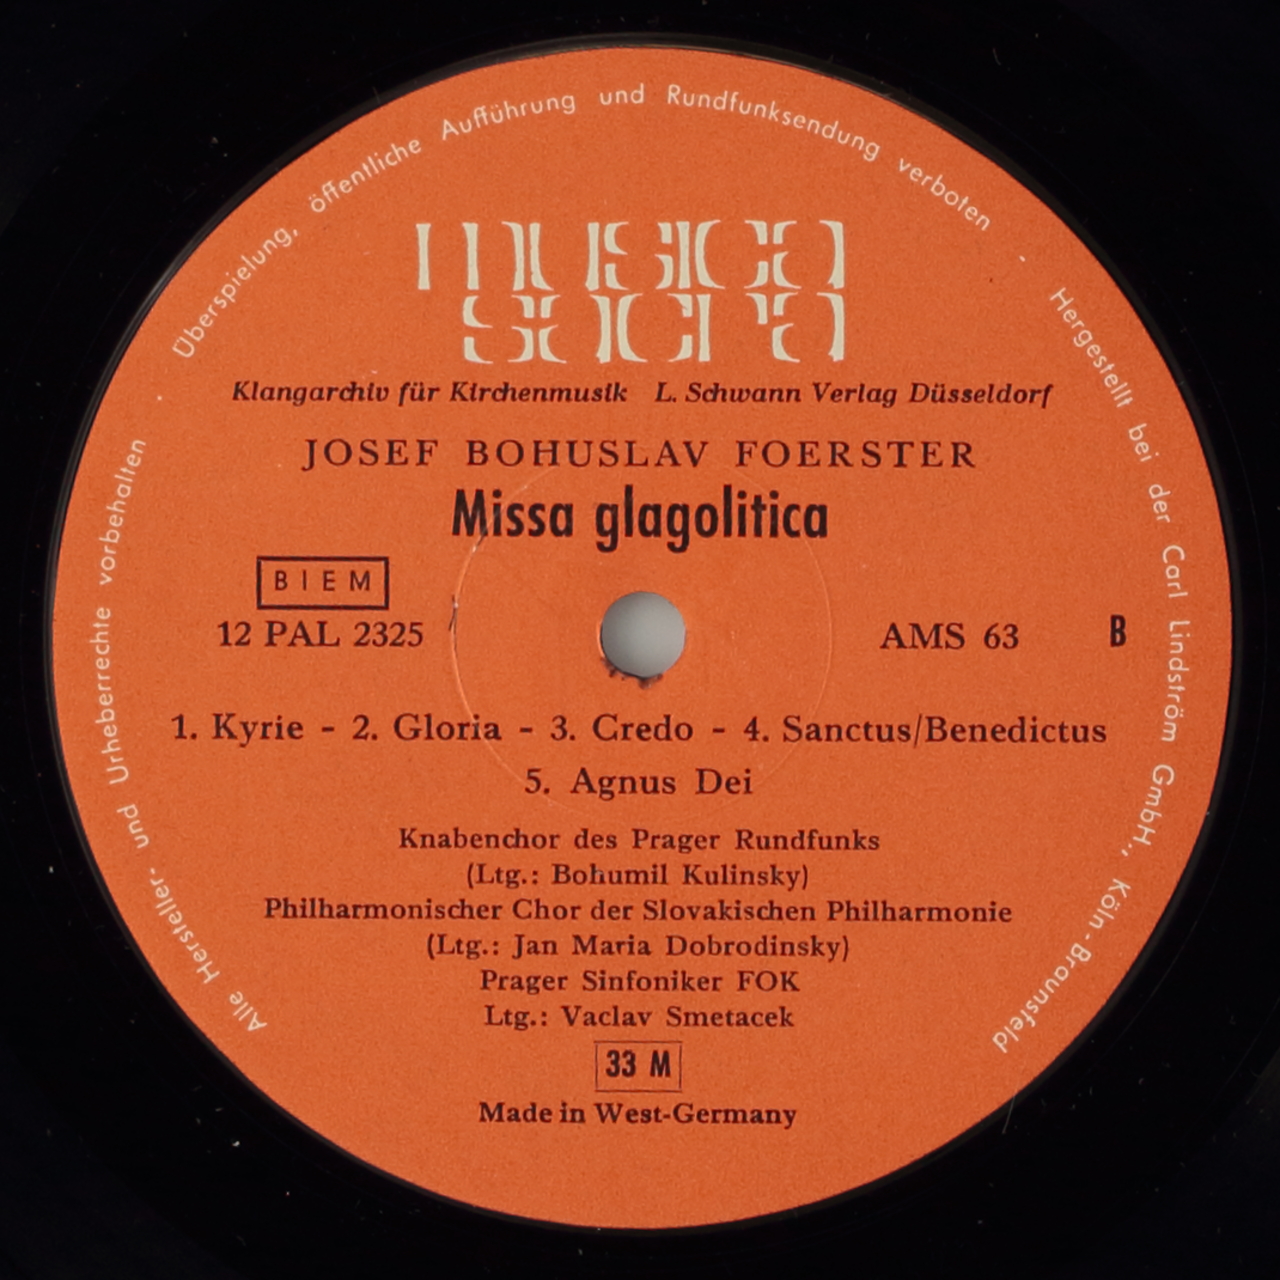 Alle Hersteller- und Urheberrechte vorbehalten
Überspielung, öffentliche Aufführung und Rundfunksendung verboten
Hergestellt bei der Carl Lindström GmbH., Köln-Braunsfeld
musica
sacra
Klangarchiv für Kirchenmusik L. Schwann Verlag Düsseldorf
JOSEF BOHUSLAV FOERSTER
Missa glagolitica
BIEM
12 PAL 2325 AMS 63 B
1. Kyrie - 2. Gloria - 3. Credo - 4. Sanctus/Benedictus
5. Agnus Dei
Knabenchor des Prager Rundfunks
(Ltg.: Bohumil Kulinsky)
Philharmonischer Chor der Slovakischen Philharmonie
(Ltg.: Jan Maria Dobrodinsky)
Prager Sinfoniker FOK
Ltg.: Vaclav Smetacek
33 M
Made in West-Germany